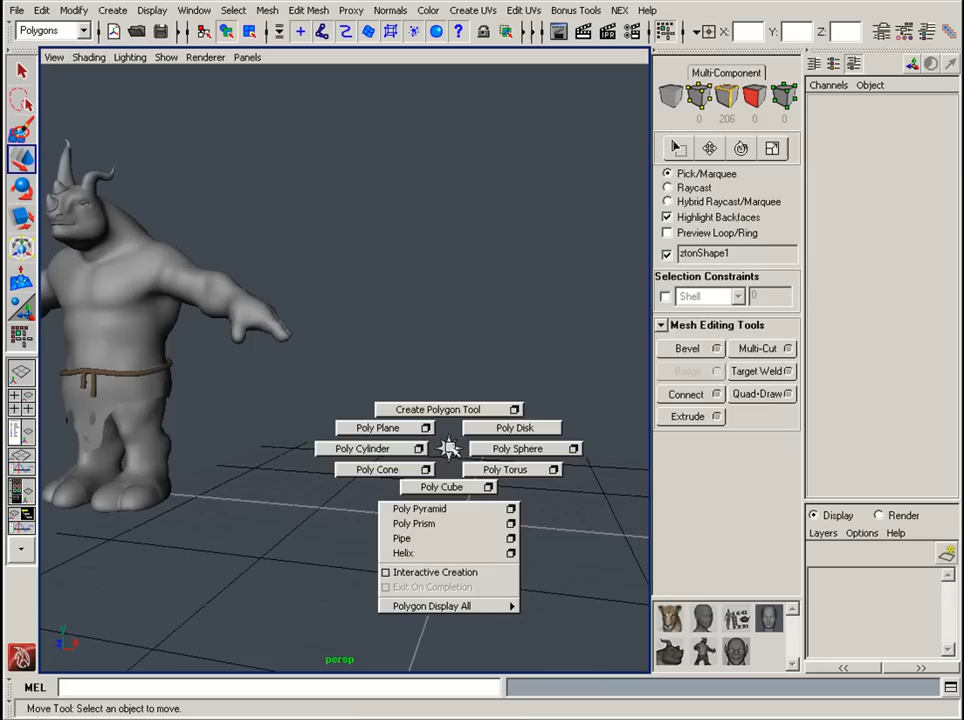 File Edit Modify Create Display Window Select Mesh Edit Mesh Proxy Normals Color Create UVs Edit UVs Bonus Tools NEX Help
Polygons X: Y: Z:
View Shading Lighting Show Renderer Panels
Multi-Component
0 206 0 0
Pick/Marquee
Raycast
Hybrid Raycast/Marquee
Highlight Backfaces
Preview Loop/Ring
ztonShape1
Selection Constraints
Shell 0
Mesh Editing Tools
Bevel Multi-Cut
Bridge Target Weld
Connect Quad-Draw
Extrude
Channels Object
Display Render
Layers Options Help
Create Polygon Tool
Poly Plane Poly Disk
Poly Cylinder Poly Sphere
Poly Cone Poly Torus
Poly Cube
Poly Pyramid
Poly Prism
Pipe
Helix
Interactive Creation
Exit On Completion
Polygon Display All
y
z x
persp
<< >>
MEL
Move Tool: Select an object to move.